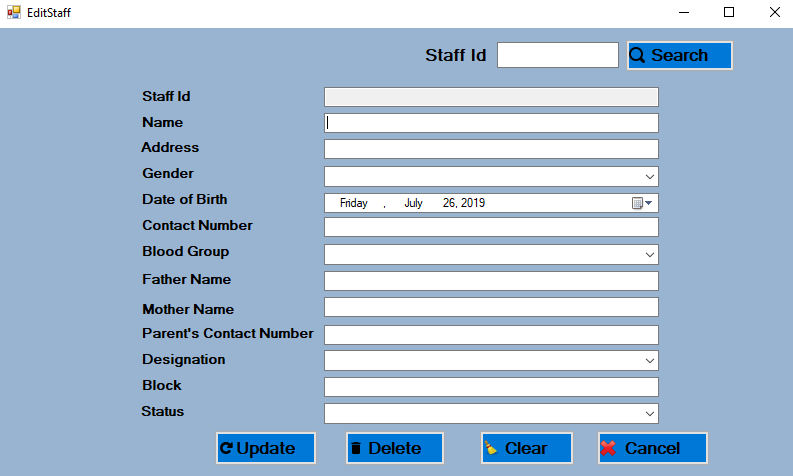 EditStaff
Staff Id Search
Staff Id
Name
Address
Gender
Date of Birth Friday , July 26, 2019
Contact Number
Blood Group
Father Name
Mother Name
Parent's Contact Number
Designation
Block
Status
Update Delete Clear Cancel